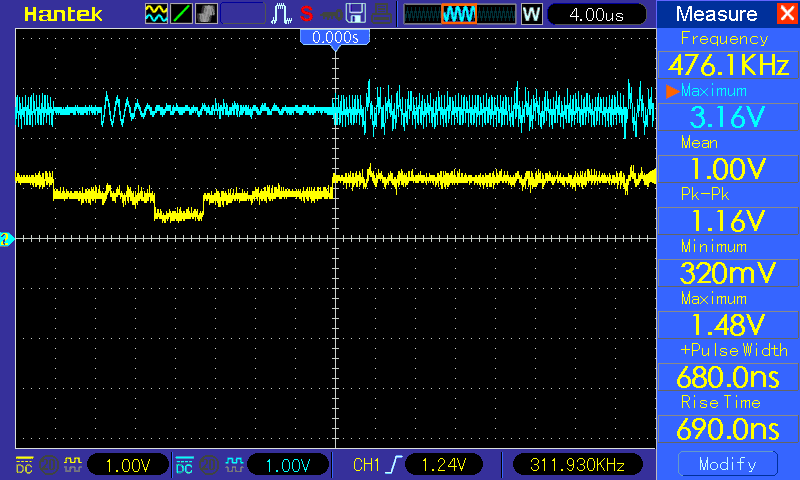 Hantek
S
W
4.00us
Measure
0.000s
Frequency
476.1KHz
Maximum
3.16V
Mean
1.00V
Pk-Pk
1.16V
Minimum
320mV
Maximum
1.48V
+Pulse Width
680.0ns
Rise Time
690.0ns
DC
20
1.00V
DC
20
1.00V
CH1
1.24V
311.930KHz
Modify